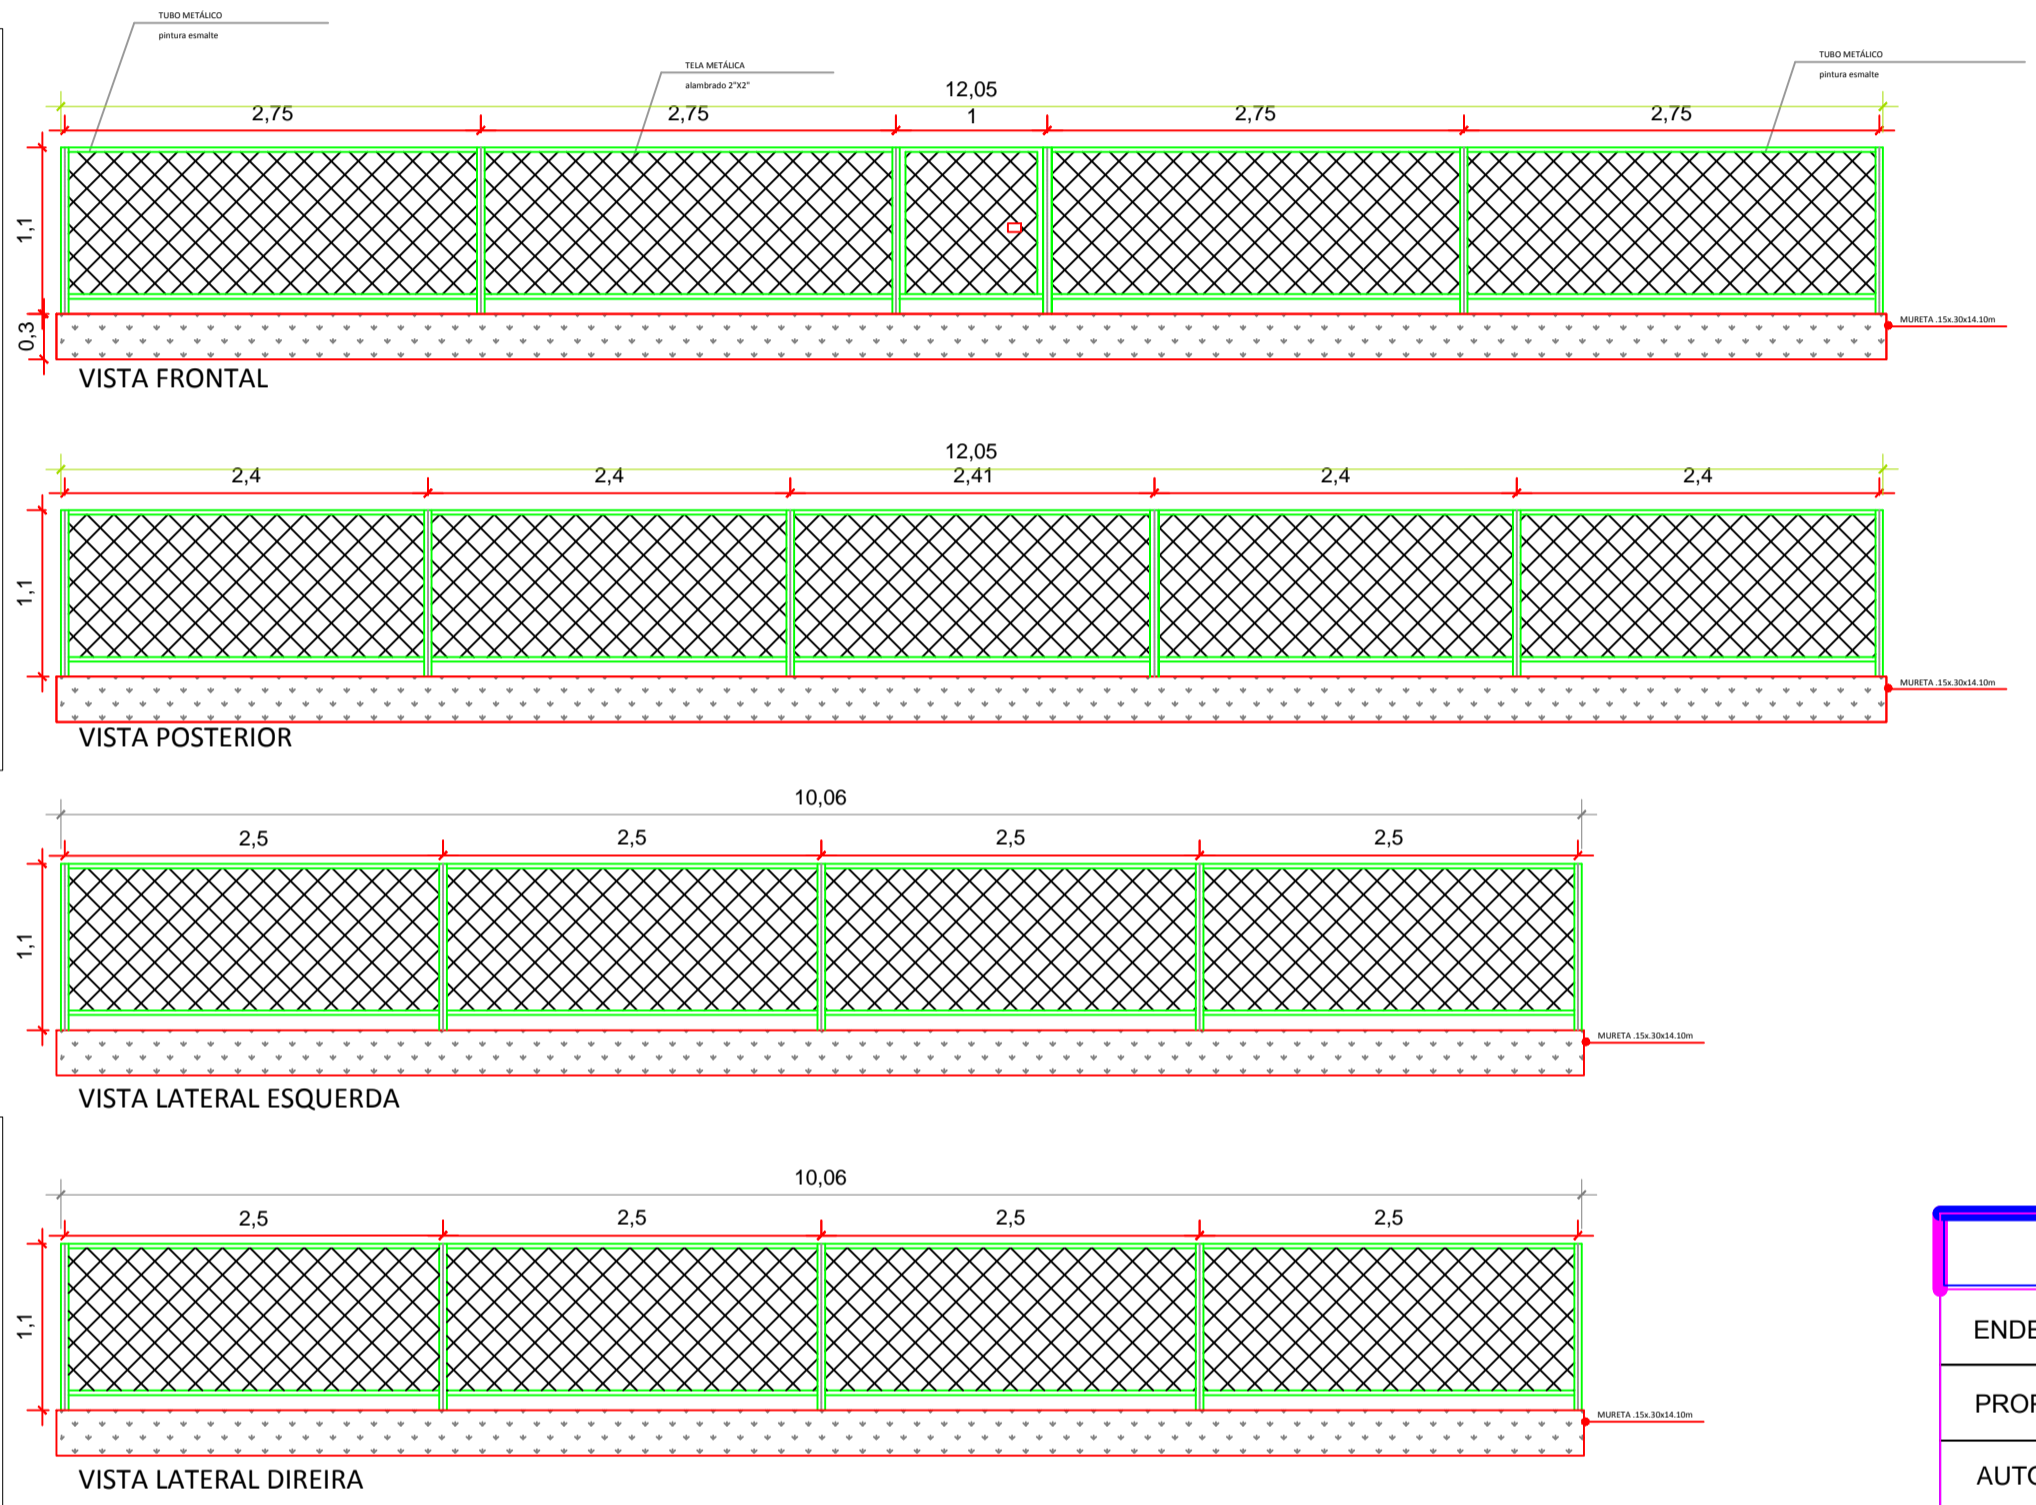 TUBO METÁLICO
pintura esmalte
TELA METÁLICA
alambrado 2"X2"
TUBO METÁLICO
pintura esmalte
12,05
2,75
2,75
1
2,75
2,75
1,1
0,3
MURETA .15x.30x14.10m
VISTA FRONTAL
12,05
2,4
2,4
2,41
2,4
2,4
1,1
MURETA .15x.30x14.10m
VISTA POSTERIOR
10,06
2,5
2,5
2,5
2,5
1,1
MURETA .15x.30x14.10m
VISTA LATERAL ESQUERDA
10,06
2,5
2,5
2,5
2,5
1,1
MURETA .15x.30x14.10m
VISTA LATERAL DIREIRA